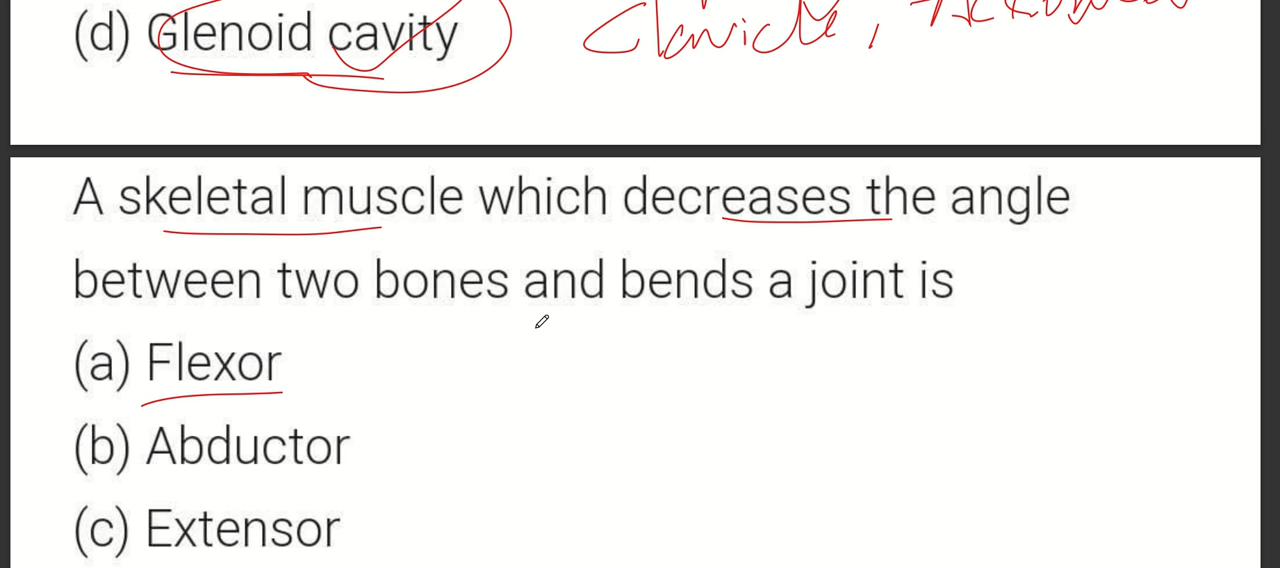 (d) Glenoid cavity
Clavicle,
A skeletal muscle which decreases the angle
between two bones and bends a joint is
(a) Flexor
(b) Abductor
(c) Extensor